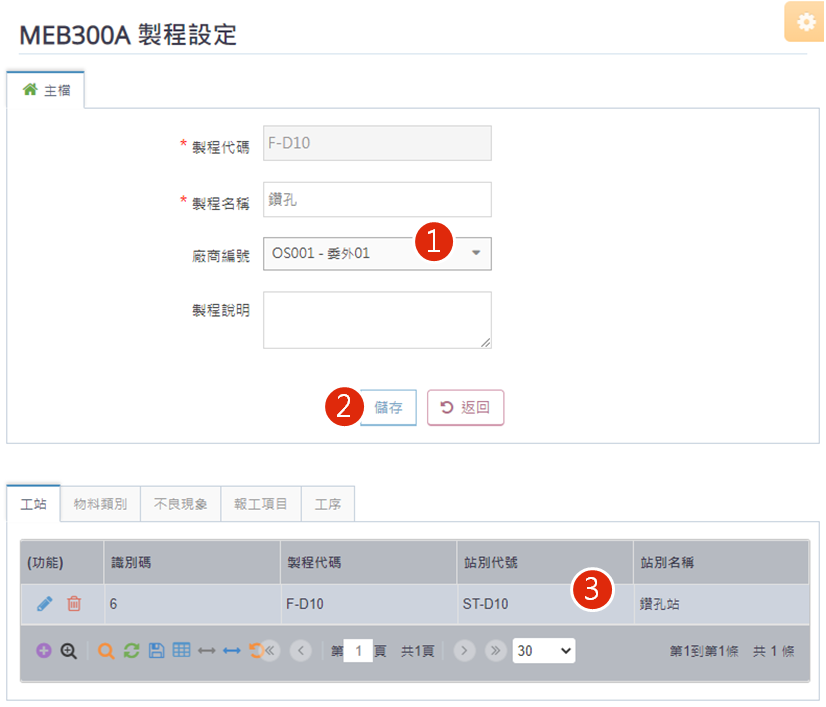 MEB300A 製程設定
主檔
* 製程代碼 F-D10
* 製程名稱 鑽孔
廠商編號 OS001 - 委外01 1
製程說明
2 儲存 返回
工站 物料類別 不良現象 報工項目 工序
(功能) 識別碼 製程代碼 站別代號 站別名稱
6 F-D10 ST-D10 3 鑽孔站
第 1 頁 共1頁 30 第1到第1條 共 1 條